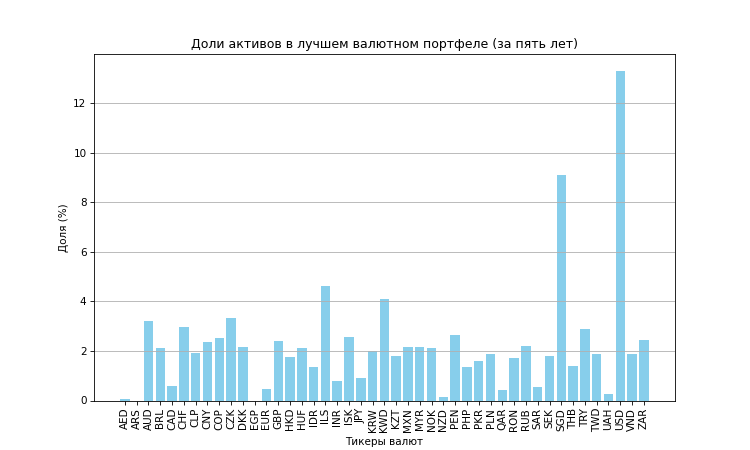 Доли активов в лучшем валютном портфеле (за пять лет)
Доля (%)
12
10
8
6
4
2
0
AED ARS AUD BRL CAD CHF CLP CNY COP CZK DKK EGP EUR GBP HKD HUF IDR ILS INR ISK JPY KRW KWD KZT MXN MYR NOK NZD PEN PHP PKR PLN QAR RON RUB SAR SEK SGD THB TRY TWD UAH USD VND ZAR
Тикеры валют